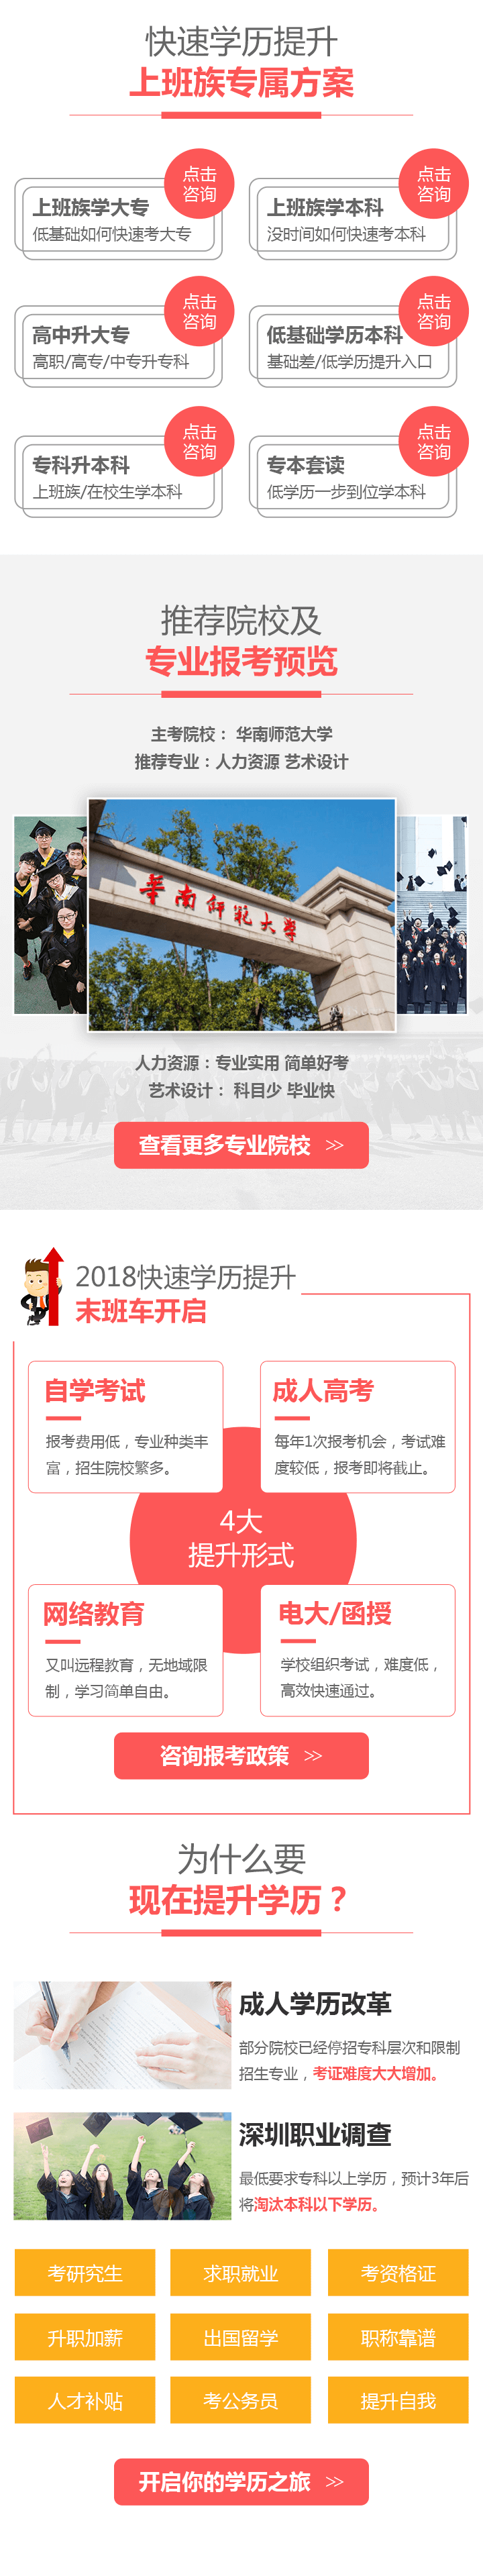 快速学历提升
上班族专属方案
点击
咨询
上班族学大专
低基础如何快速考大专
点击
咨询
上班族学本科
没时间如何快速考本科
点击
咨询
高中升大专
高职/高专/中专升专科
点击
咨询
低基础学历本科
基础差/低学历提升入口
点击
咨询
专科升本科
上班族/在校生学本科
点击
咨询
专本套读
低学历一步到位学本科
推荐院校及
专业报考预览
主考院校： 华南师范大学
推荐专业：人力资源 艺术设计
華南師範大學
人力资源：专业实用 简单好考
艺术设计： 科目少 毕业快
查看更多专业院校 >>
2018快速学历提升
末班车开启
自学考试
报考费用低，专业种类丰
富，招生院校繁多。
成人高考
每年1次报考机会，考试难
度较低，报考即将截止。
4大
提升形式
网络教育
又叫远程教育，无地域限
制，学习简单自由。
电大/函授
学校组织考试，难度低，
高效快速通过。
咨询报考政策 >>
为什么要
现在提升学历？
成人学历改革
部分院校已经停招专科层次和限制
招生专业，考证难度大大增加。
深圳职业调查
最低要求专科以上学历，预计3年后
将淘汰本科以下学历。
考研究生
求职就业
考资格证
升职加薪
出国留学
职称靠谱
人才补贴
考公务员
提升自我
开启你的学历之旅 >>